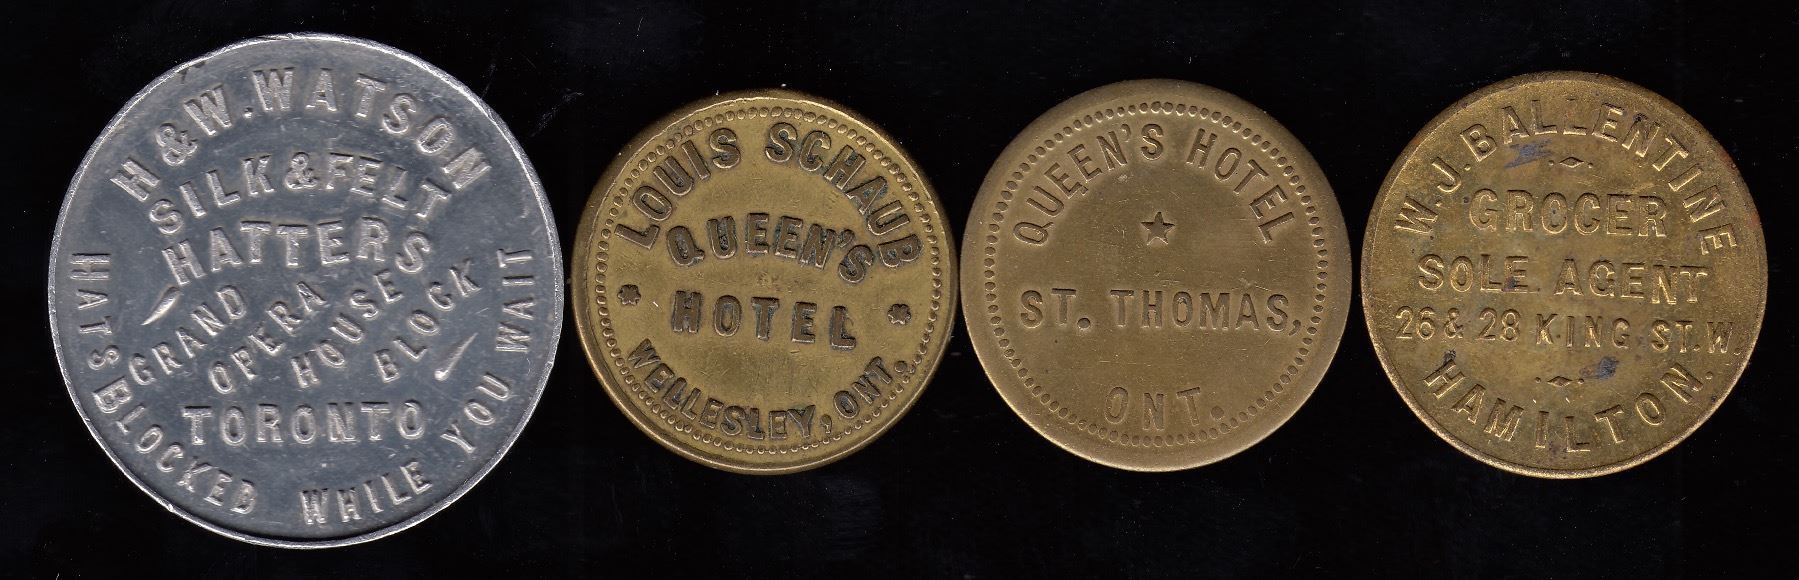 H & W. WATSON
SILK & FELT
HATTERS
GRAND
OPERA
HOUSE
BLOCK
TORONTO
HATS BLOCKED WHILE YOU WAIT
LOUIS SCHAUB
QUEEN'S
HOTEL
WELLESLEY, ONT.
QUEEN'S HOTEL
ST. THOMAS,
ONT.
W. J. BALLENTINE
GROCER
SOLE AGENT
26 & 28 KING ST. W.
HAMILTON.